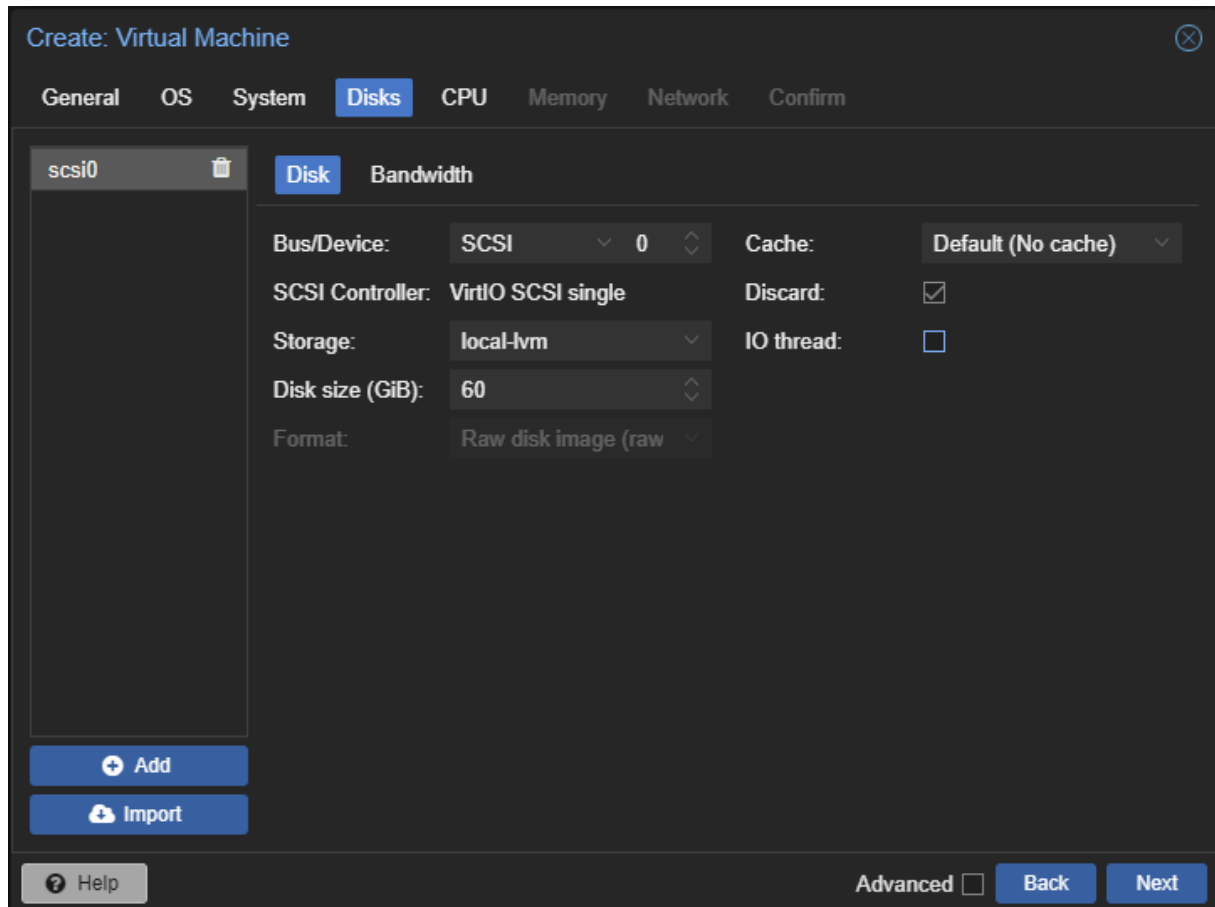 Create: Virtual Machine
General OS System Disks CPU Memory Network Confirm
scsi0
Disk Bandwidth
Bus/Device: SCSI 0 Cache: Default (No cache)
SCSI Controller: VirtIO SCSI single Discard:
Storage: local-lvm IO thread:
Disk size (GiB): 60
Format: Raw disk image (raw
Add
Import
Help Advanced Back Next